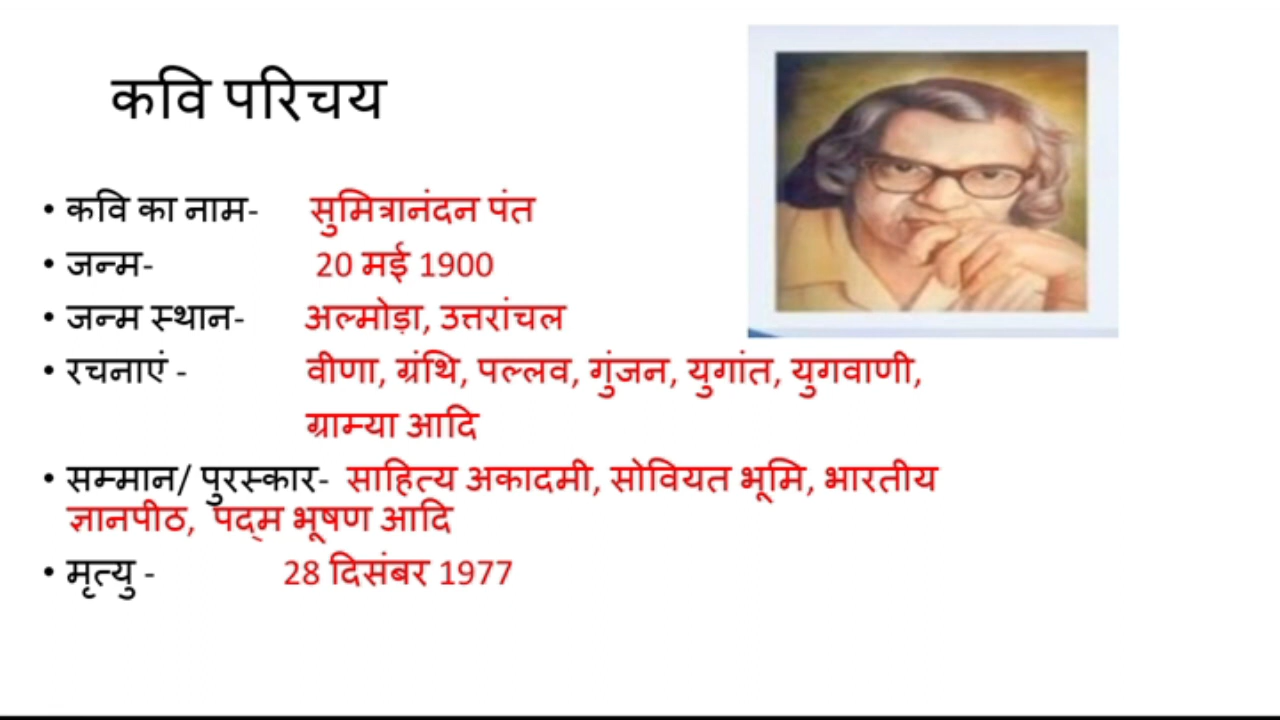 कवि परिचय
• कवि का नाम- सुमित्रानंदन पंत
• जन्म- 20 मई 1900
• जन्म स्थान- अल्मोड़ा, उत्तरांचल
• रचनाएं - वीणा, ग्रंथि, पल्लव, गुंजन, युगांत, युगवाणी,
ग्राम्या आदि
• सम्मान/ पुरस्कार- साहित्य अकादमी, सोवियत भूमि, भारतीय
ज्ञानपीठ, पद्म भूषण आदि
• मृत्यु - 28 दिसंबर 1977